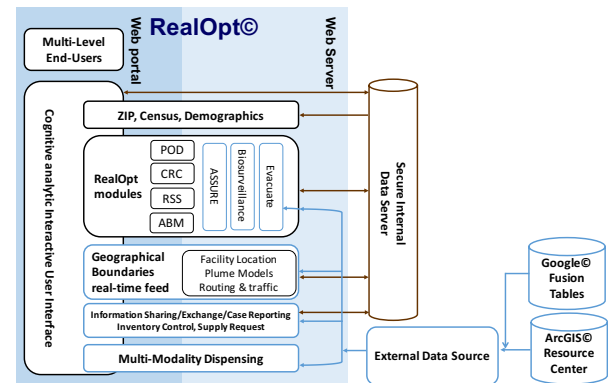 RealOpt©
Web portal
Web Server
Multi-Level
End-Users
Cognitive analytic Interactive User Interface
ZIP, Census, Demographics
RealOpt
modules
POD
CRC
RSS
ABM
ASSURE
Biosurveillance
Evacuate
Geographical
Boundaries
real-time feed
Facility Location
Plume Models
Routing & traffic
Information Sharing/Exchange/Case Reporting
Inventory Control, Supply Request
Multi-Modality Dispensing
Secure Internal
Data Server
External Data Source
Google©
Fusion
Tables
ArcGIS©
Resource
Center